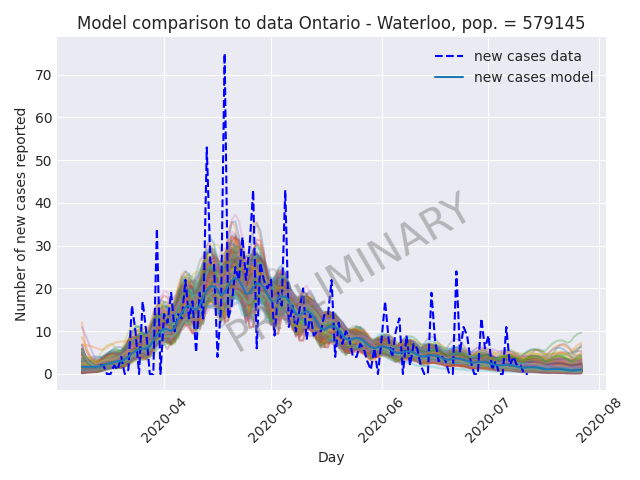 Model comparison to data Ontario - Waterloo, pop. = 579145
new cases data
new cases model
PRELIMINARY
Number of new cases reported
70
60
50
40
30
20
10
0
2020-04
2020-05
2020-06
2020-07
2020-08
Day